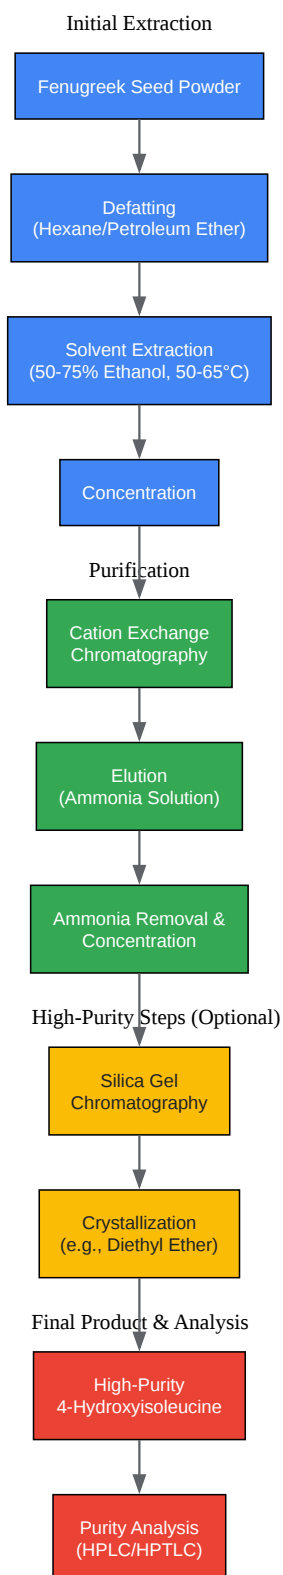 Initial Extraction
Fenugreek Seed Powder
Defatting
(Hexane/Petroleum Ether)
Solvent Extraction
(50-75% Ethanol, 50-65°C)
Concentration
Purification
Cation Exchange
Chromatography
Elution
(Ammonia Solution)
Ammonia Removal &
Concentration
High-Purity Steps (Optional)
Silica Gel
Chromatography
Crystallization
(e.g., Diethyl Ether)
Final Product & Analysis
High-Purity
4-Hydroxyisoleucine
Purity Analysis
(HPLC/HPTLC)